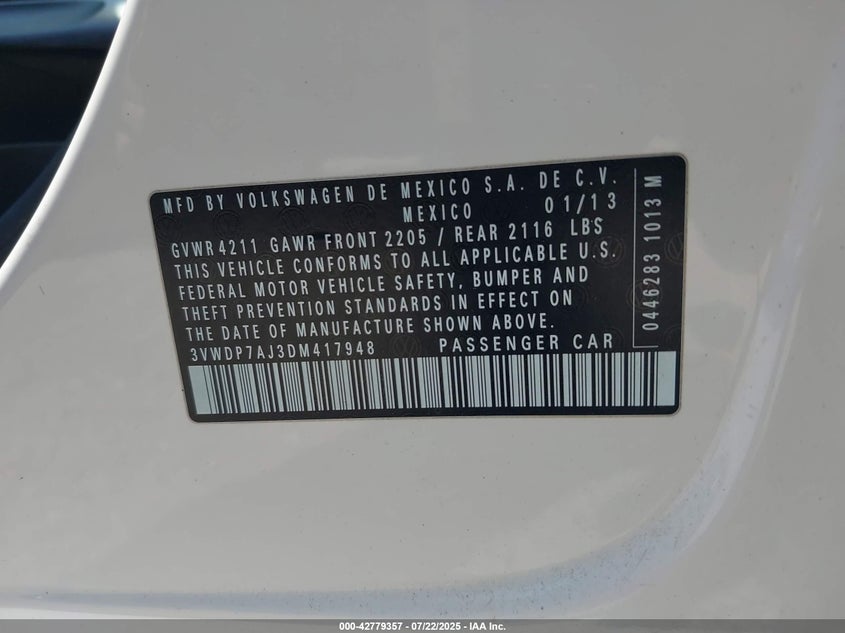 MFD BY VOLKSWAGEN DE MEXICO S.A. DE C.V.
MEXICO 01/13
GVWR 4211 GAWR FRONT 2205 / REAR 2116 LBS
THIS VEHICLE CONFORMS TO ALL APPLICABLE U.S.
FEDERAL MOTOR VEHICLE SAFETY, BUMPER AND
THEFT PREVENTION STANDARDS IN EFFECT ON
THE DATE OF MANUFACTURE SHOWN ABOVE.
3VWDP7AJ3DM417948 PASSENGER CAR
0446283 1013 M
000-42779357 - 07/22/2025 - IAA Inc.